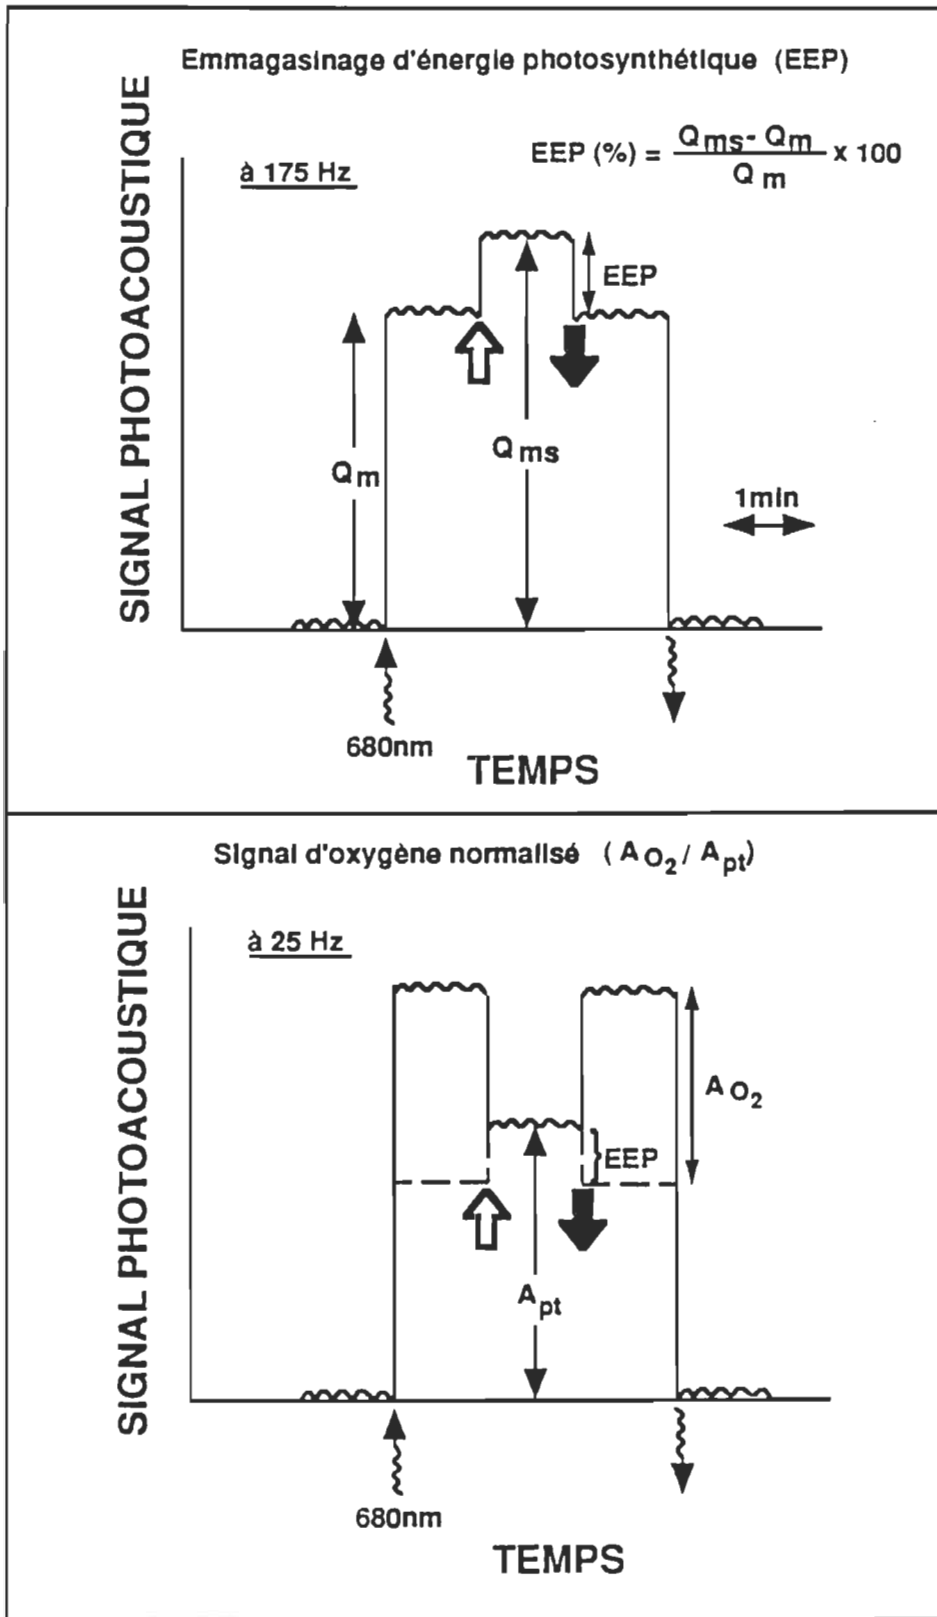 Emmagasinage d'énergie photosynthétique (EEP)
EEP (%) = Qms - Qm / Qm x 100
à 175 Hz
SIGNAL PHOTOACOUSTIQUE
EEP
Qms
Qm
1min
680nm
TEMPS
Signal d'oxygène normalisé (AO2 / Apt)
à 25 Hz
SIGNAL PHOTOACOUSTIQUE
AO2
EEP
Apt
680nm
TEMPS